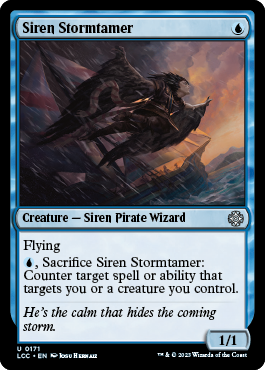 Siren Stormtamer
Creature — Siren Pirate Wizard
Flying
, Sacrifice Siren Stormtamer:
Counter target spell or ability that
targets you or a creature you control.
He's the calm that hides the coming
storm.
1/1
U 0171
LCC • EN Josu Hernaiz
™ & © 2023 Wizards of the Coast